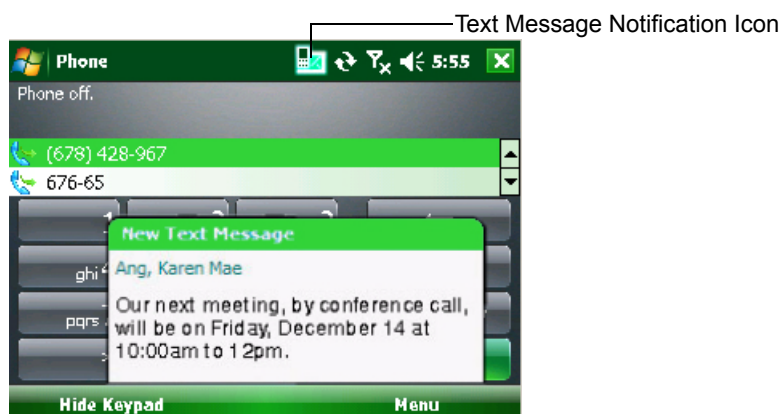 Text Message Notification Icon
Phone
5:55
Phone off.
(678) 428-967
676-65
New Text Message
Ang, Karen Mae
ghi 4
Our next meeting, by conference call,
will be on Friday, December 14 at
10:00am to 12pm.
pqrs
Hide Keypad
Menu